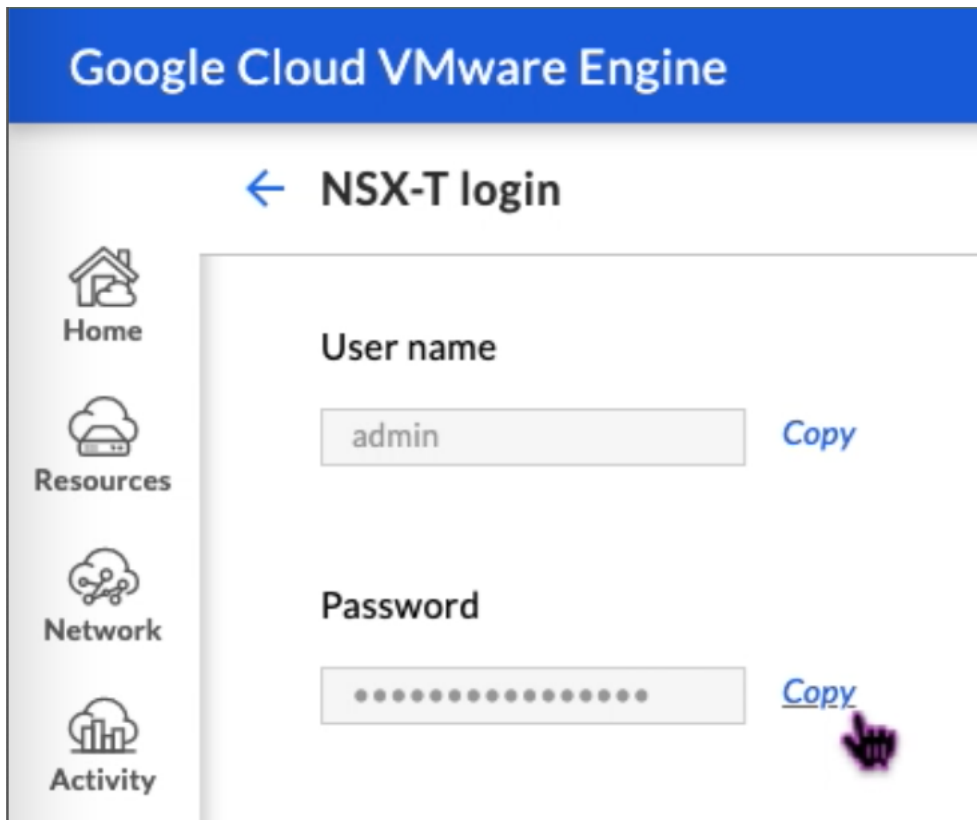 Google Cloud VMware Engine
NSX-T login
Home
Resources
Network
Activity
User name
admin Copy
Password
•••••••••••••••• Copy